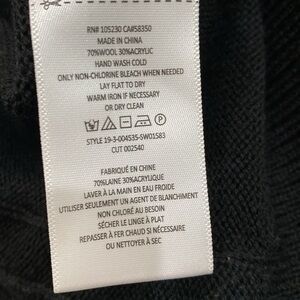 RN# 105230 CA#58350
MADE IN CHINA
70%WOOL 30%ACRYLIC
HAND WASH COLD
ONLY NON-CHLORINE BLEACH WHEN NEEDED
LAY FLAT TO DRY
WARM IRON IF NECESSARY
OR DRY CLEAN
STYLE 19-3-004535-SW01583
CUT 002540
FABRIQUÉ EN CHINE
70%LAINE 30%ACRYLIQUE
LAVER À LA MAIN EN EAU FROIDE
UTILISER SEULEMENT UN AGENT DE BLANCHIMENT
NON CHLORÉ AU BESOIN
SÉCHER LE LINGE À PLAT
REPASSER À FER CHAUD SI NÉCESSAIRE
OU NETTOYER À SEC